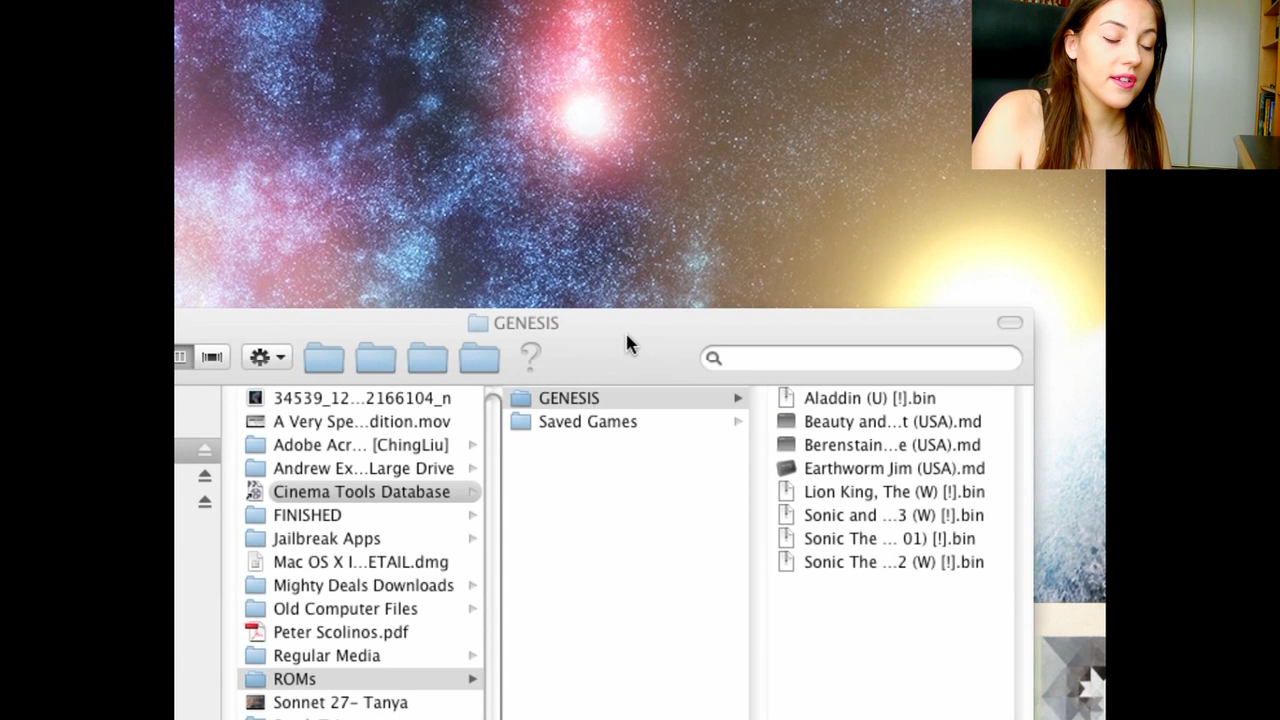 GENESIS
34539_12...2166104_n
A Very Spe...dition.mov
Adobe Acr... [ChingLiu]
Andrew Ex...Large Drive
Cinema Tools Database
FINISHED
Jailbreak Apps
Mac OS X I...ETAIL.dmg
Mighty Deals Downloads
Old Computer Files
Peter Scolinos.pdf
Regular Media
ROMs
Sonnet 27- Tanya
GENESIS
Saved Games
Aladdin (U) [!].bin
Beauty and...t (USA).md
Berenstain...e (USA).md
Earthworm Jim (USA).md
Lion King, The (W) [!].bin
Sonic and ...3 (W) [!].bin
Sonic The ... 01) [!].bin
Sonic The ...2 (W) [!].bin